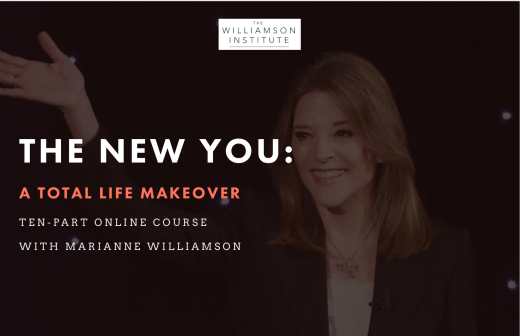 THE
WILLIAMSON
INSTITUTE
THE NEW YOU:
A TOTAL LIFE MAKEOVER
TEN-PART ONLINE COURSE
WITH MARIANNE WILLIAMSON